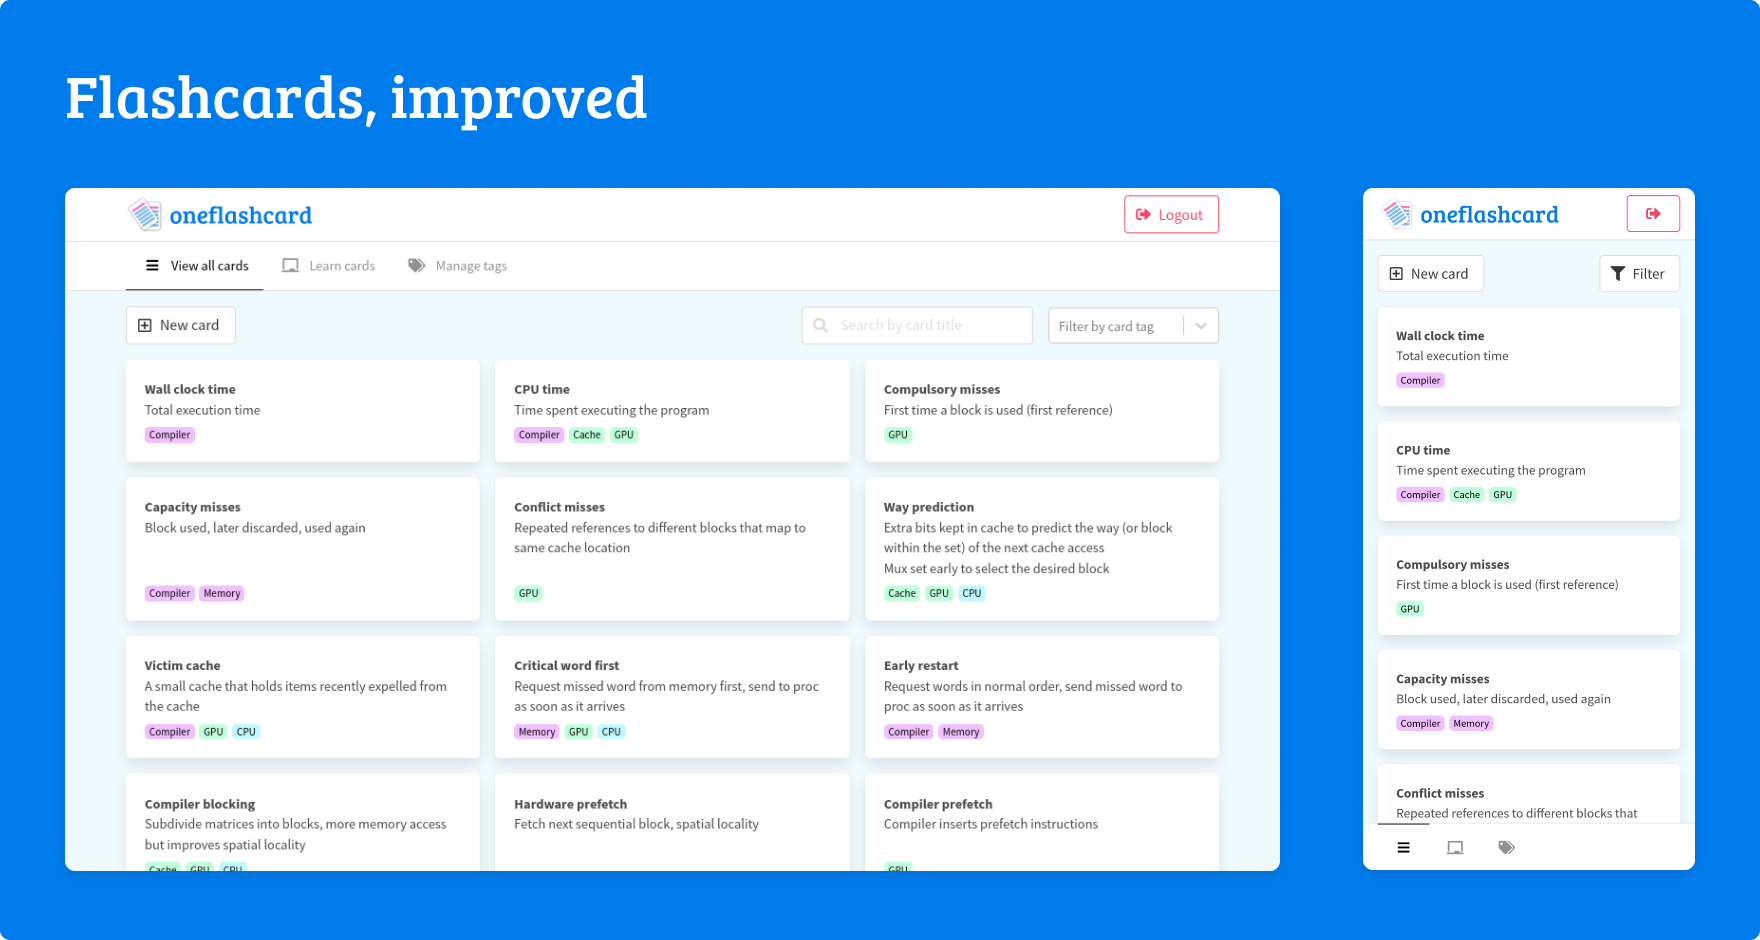 Flashcards, improved
oneflashcard
Logout
View all cards
Learn cards
Manage tags
New card
Search by card title
Filter by card tag
Wall clock time
Total execution time
Compiler
CPU time
Time spent executing the program
Compiler Cache GPU
Compulsory misses
First time a block is used (first reference)
GPU
Capacity misses
Block used, later discarded, used again
Compiler Memory
Conflict misses
Repeated references to different blocks that map to
same cache location
GPU
Way prediction
Extra bits kept in cache to predict the way (or block
within the set) of the next cache access
Mux set early to select the desired block
Cache GPU CPU
Victim cache
A small cache that holds items recently expelled from
the cache
Compiler GPU CPU
Critical word first
Request missed word from memory first, send to proc
as soon as it arrives
Memory GPU CPU
Early restart
Request words in normal order, send missed word to
proc as soon as it arrives
Compiler Memory
Compiler blocking
Subdivide matrices into blocks, more memory access
but improves spatial locality
Cache GPU CPU
Hardware prefetch
Fetch next sequential block, spatial locality
Compiler prefetch
Compiler inserts prefetch instructions
GPU
oneflashcard
New card
Filter
Wall clock time
Total execution time
Compiler
CPU time
Time spent executing the program
Compiler Cache GPU
Compulsory misses
First time a block is used (first reference)
GPU
Capacity misses
Block used, later discarded, used again
Compiler Memory
Conflict misses
Repeated references to different blocks that